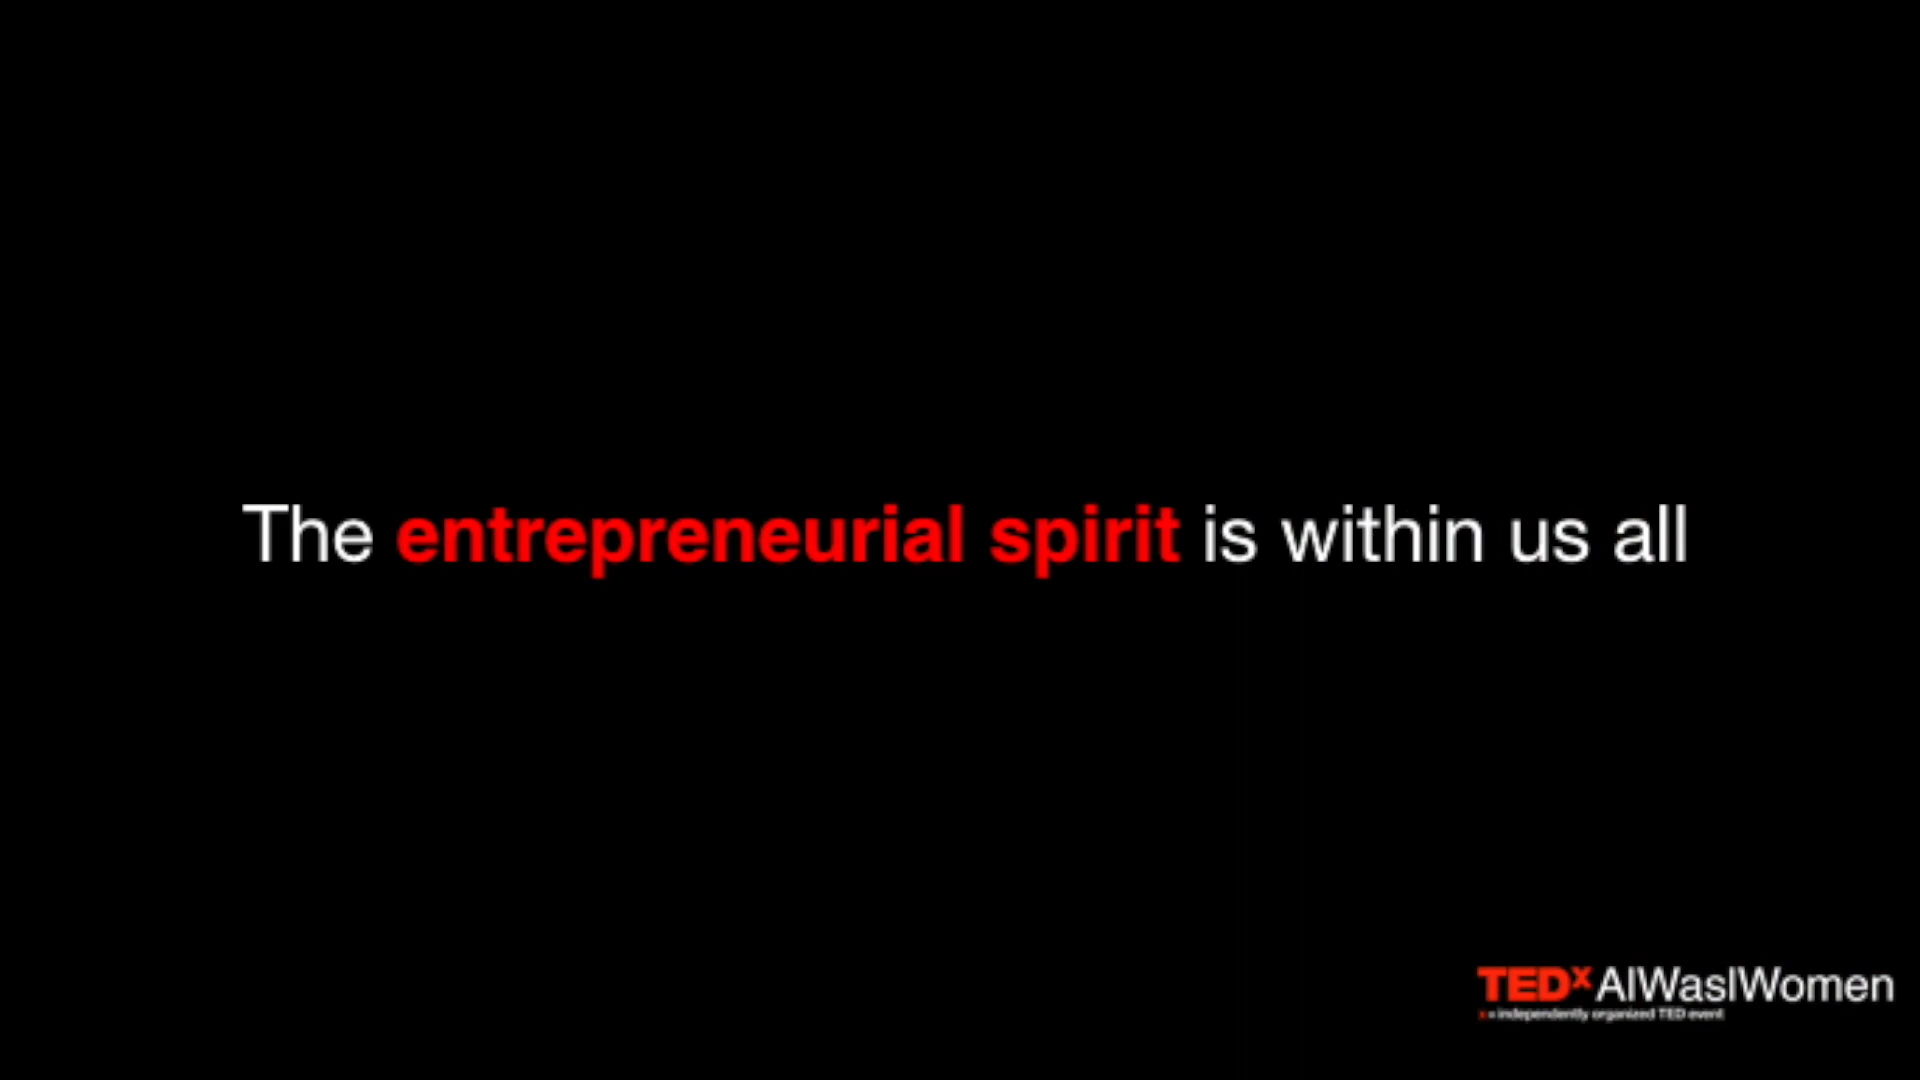 The entrepreneurial spirit is within us all
TEDx AlWaslWomen
x = independently organized TED event